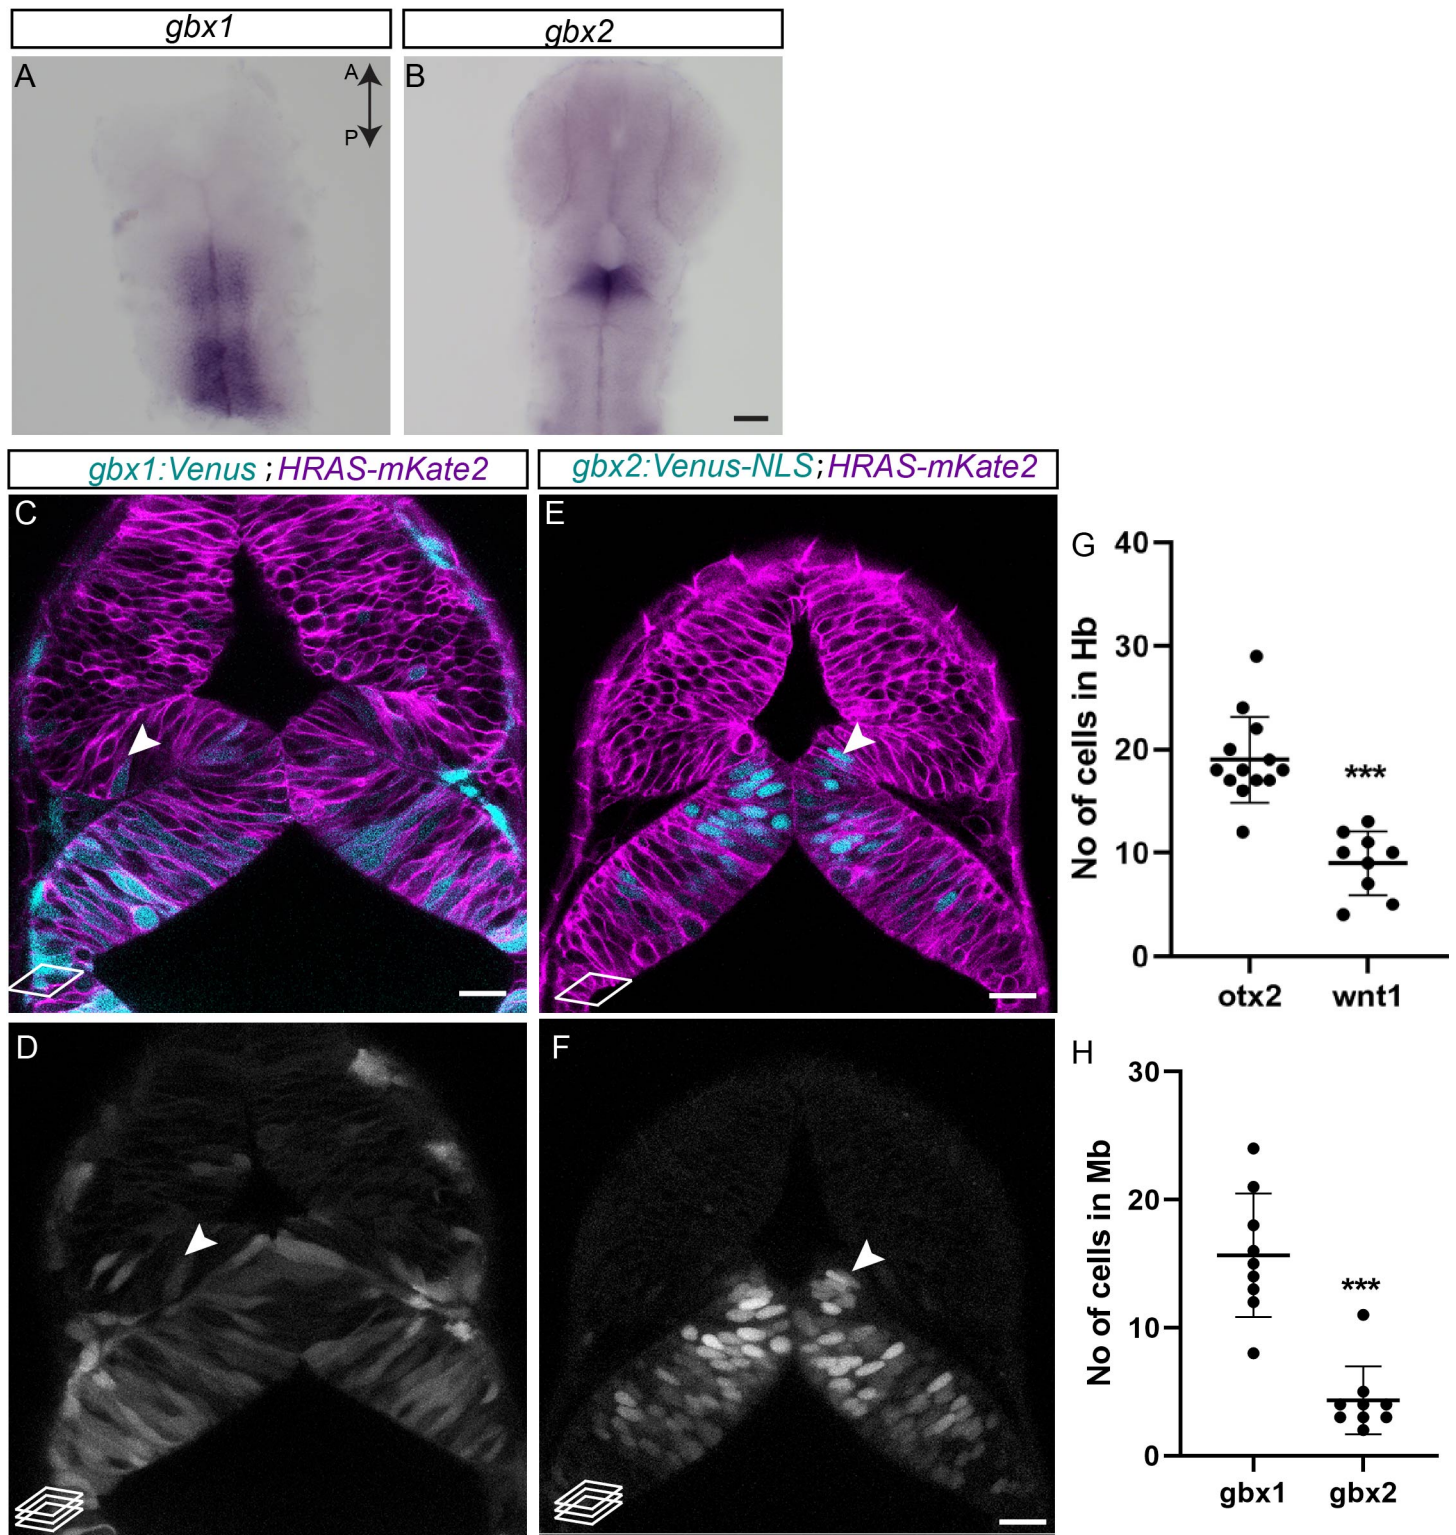 gbx1
gbx2
A
A
P
B
gbx1:Venus ; HRAS-mKate2
gbx2:Venus-NLS; HRAS-mKate2
C
E
D
F
G
No of cells in Hb
40
30
20
10
0
***
otx2 wnt1
H
No of cells in Mb
30
20
10
0
***
gbx1 gbx2